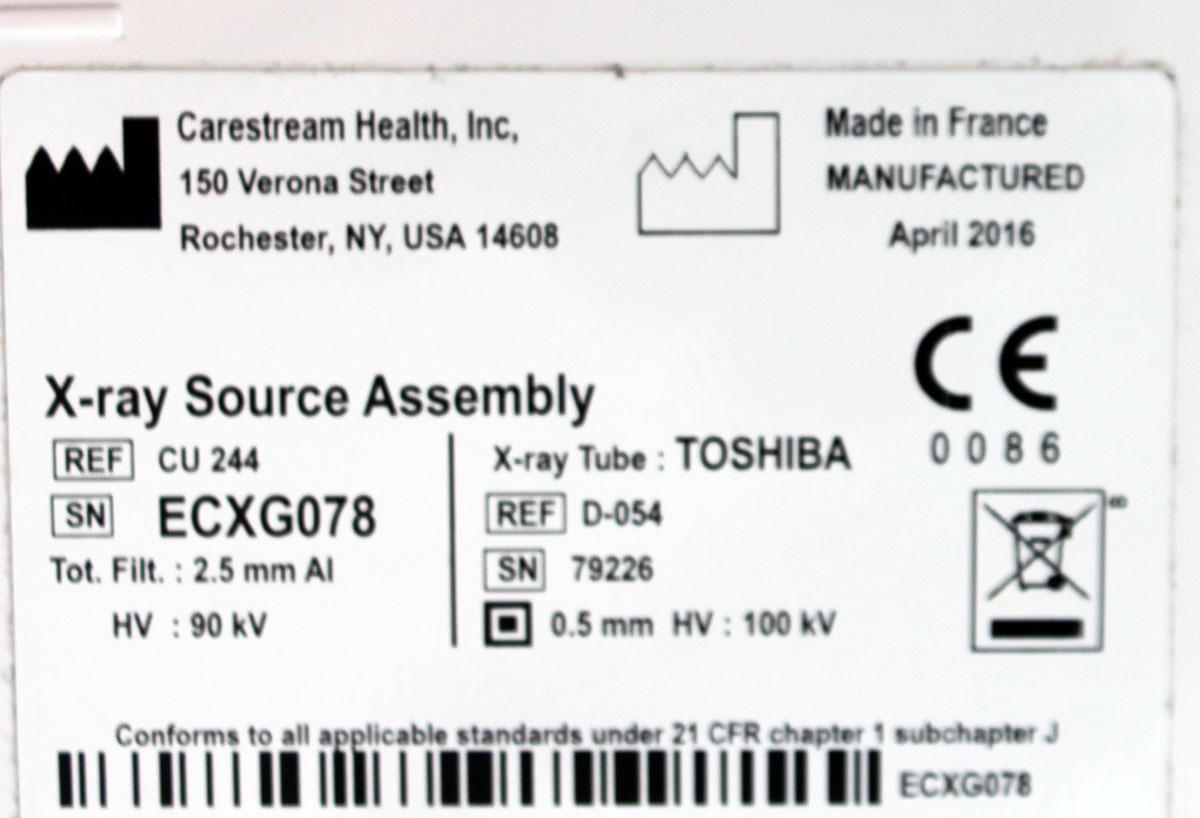 Carestream Health, Inc,
150 Verona Street
Rochester, NY, USA 14608
Made in France
MANUFACTURED
April 2016
CE
0086
X-ray Source Assembly
REF CU 244
SN ECXG078
Tot. Filt. : 2.5 mm Al
HV : 90 kV
X-ray Tube : TOSHIBA
REF D-054
SN 79226
0.5 mm HV : 100 kV
Conforms to all applicable standards under 21 CFR chapter 1 subchapter J
ECXG078